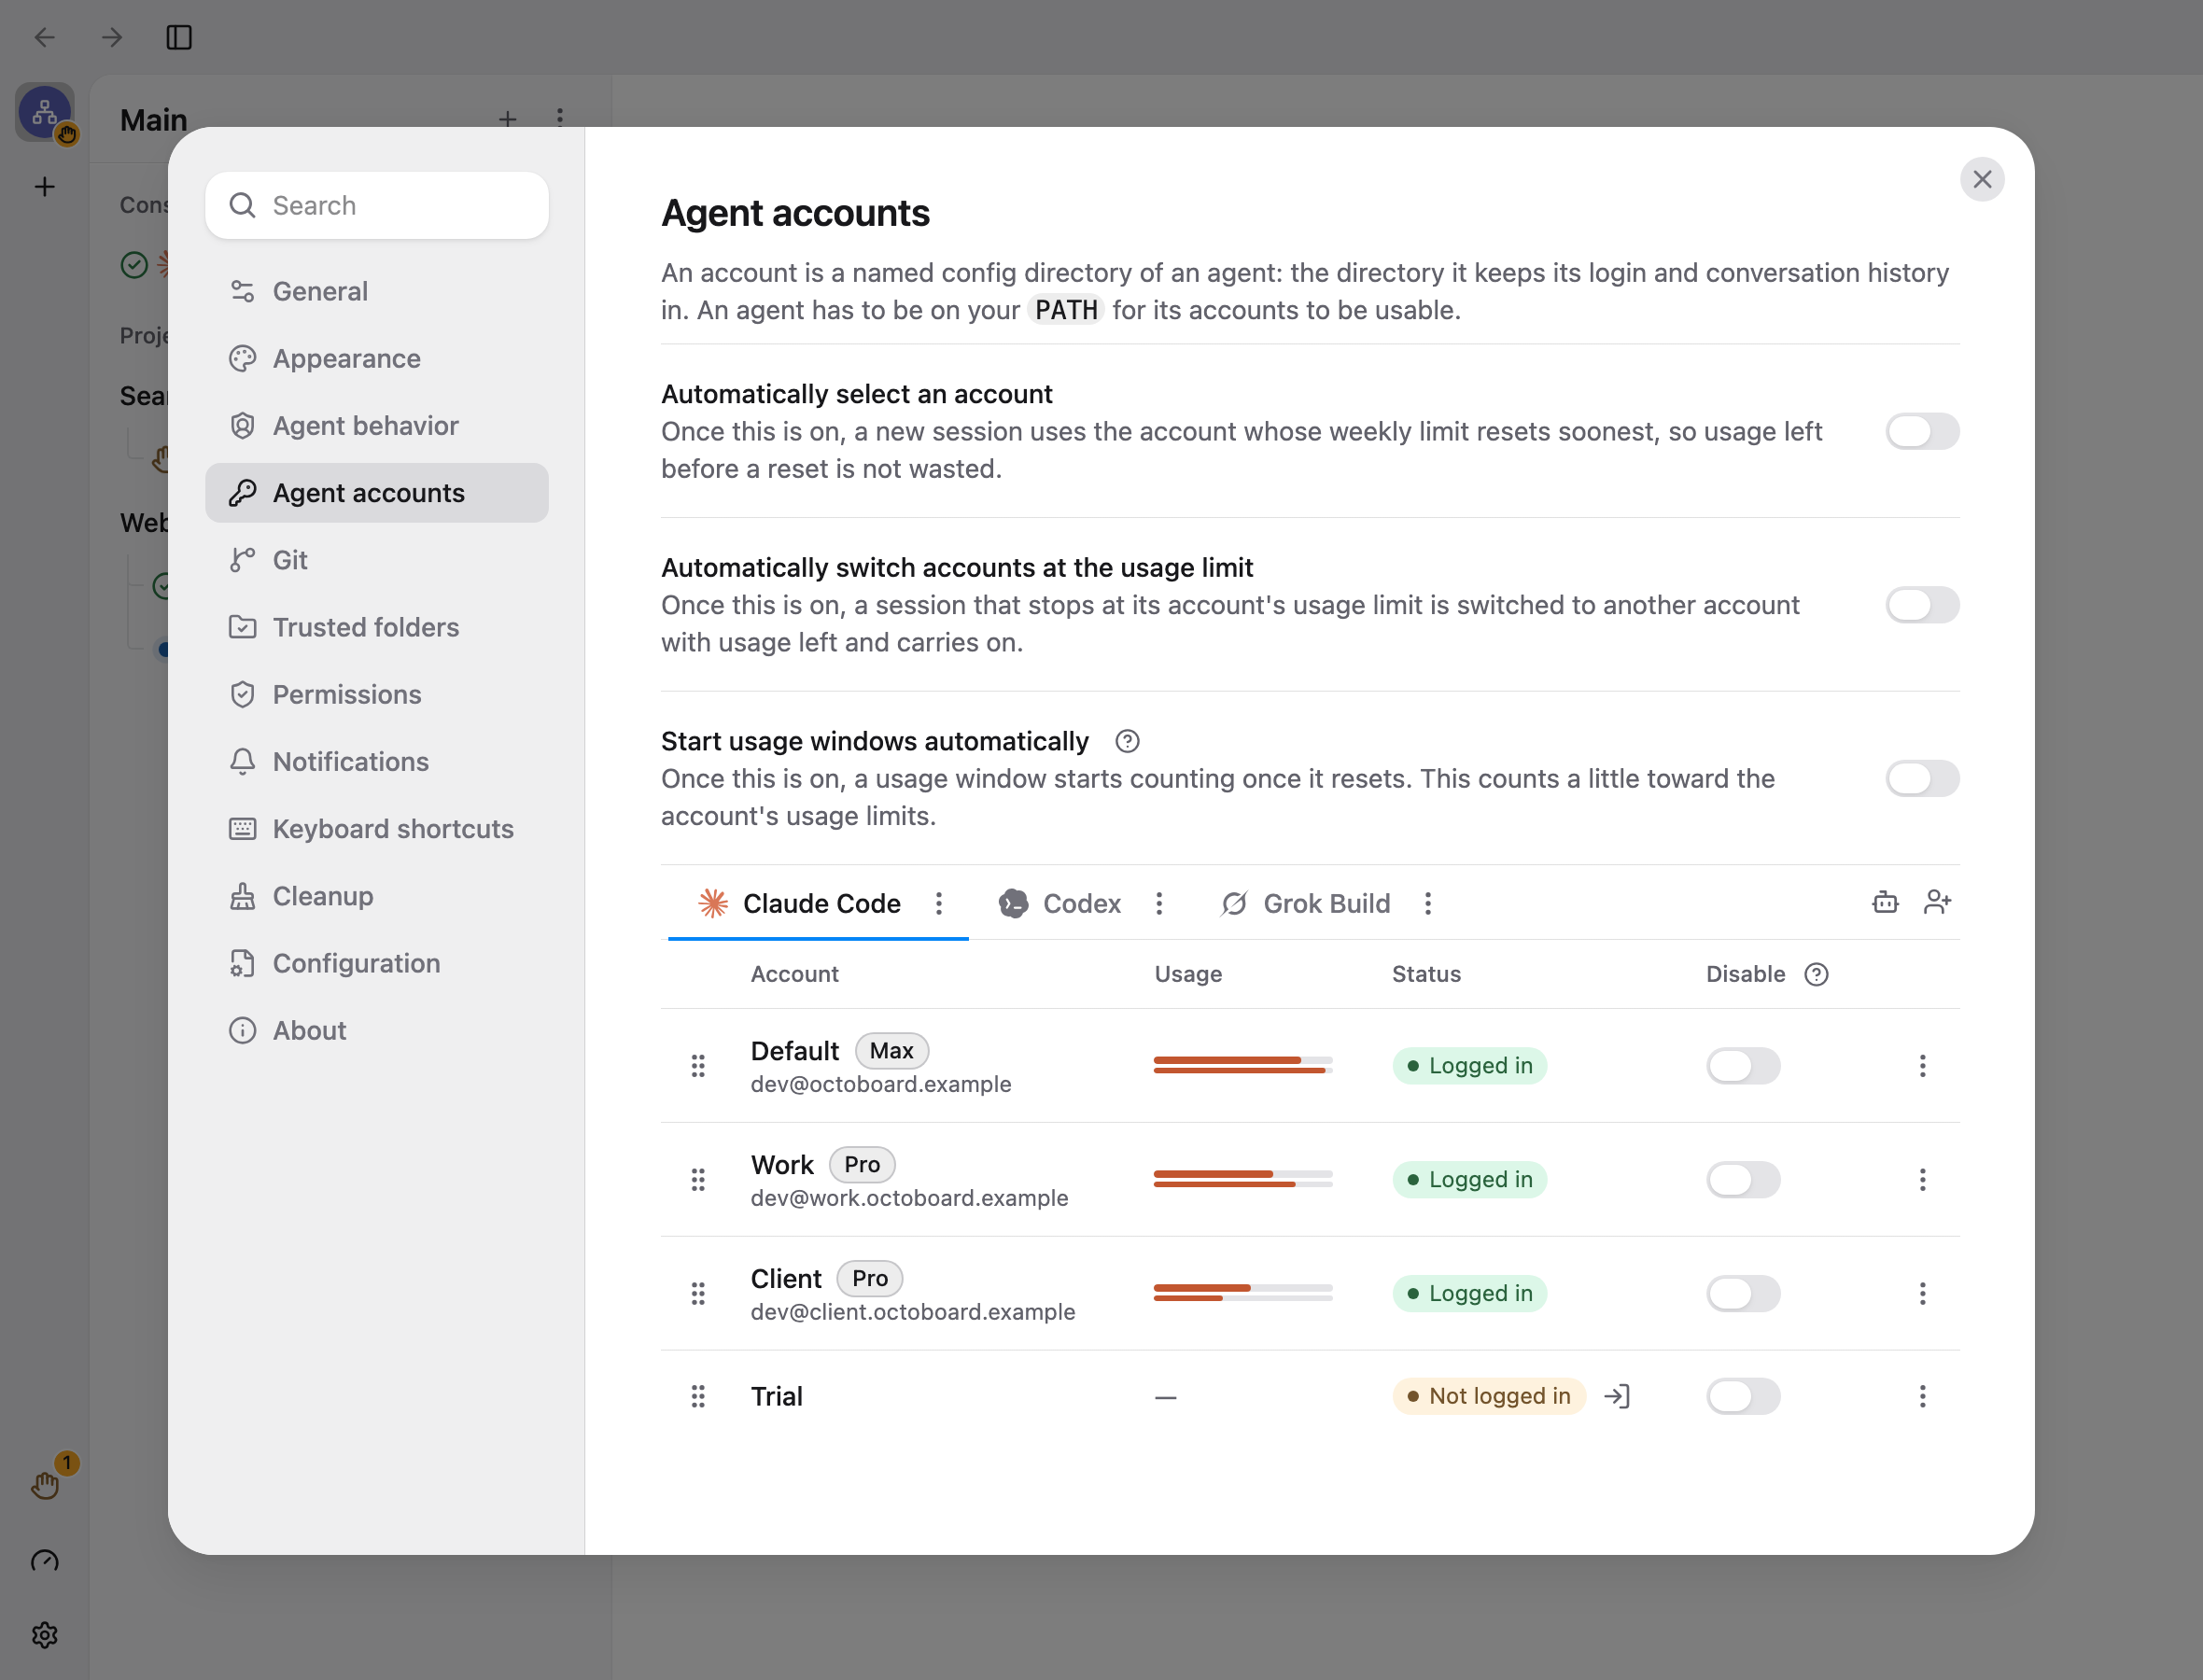 Main
Search
General
Appearance
Agent behavior
Agent accounts
Git
Trusted folders
Permissions
Notifications
Keyboard shortcuts
Cleanup
Configuration
About
1
Agent accounts
An account is a named config directory of an agent: the directory it keeps its login and conversation history
in. An agent has to be on your PATH for its accounts to be usable.
Automatically select an account
Once this is on, a new session uses the account whose weekly limit resets soonest, so usage left
before a reset is not wasted.
Automatically switch accounts at the usage limit
Once this is on, a session that stops at its account's usage limit is switched to another account
with usage left and carries on.
Start usage windows automatically
Once this is on, a usage window starts counting once it resets. This counts a little toward the
account's usage limits.
Claude Code Codex Grok Build
Account Usage Status Disable
Default Max
dev@octoboard.example
Logged in
Work Pro
dev@work.octoboard.example
Logged in
Client Pro
dev@client.octoboard.example
Logged in
Trial — Not logged in